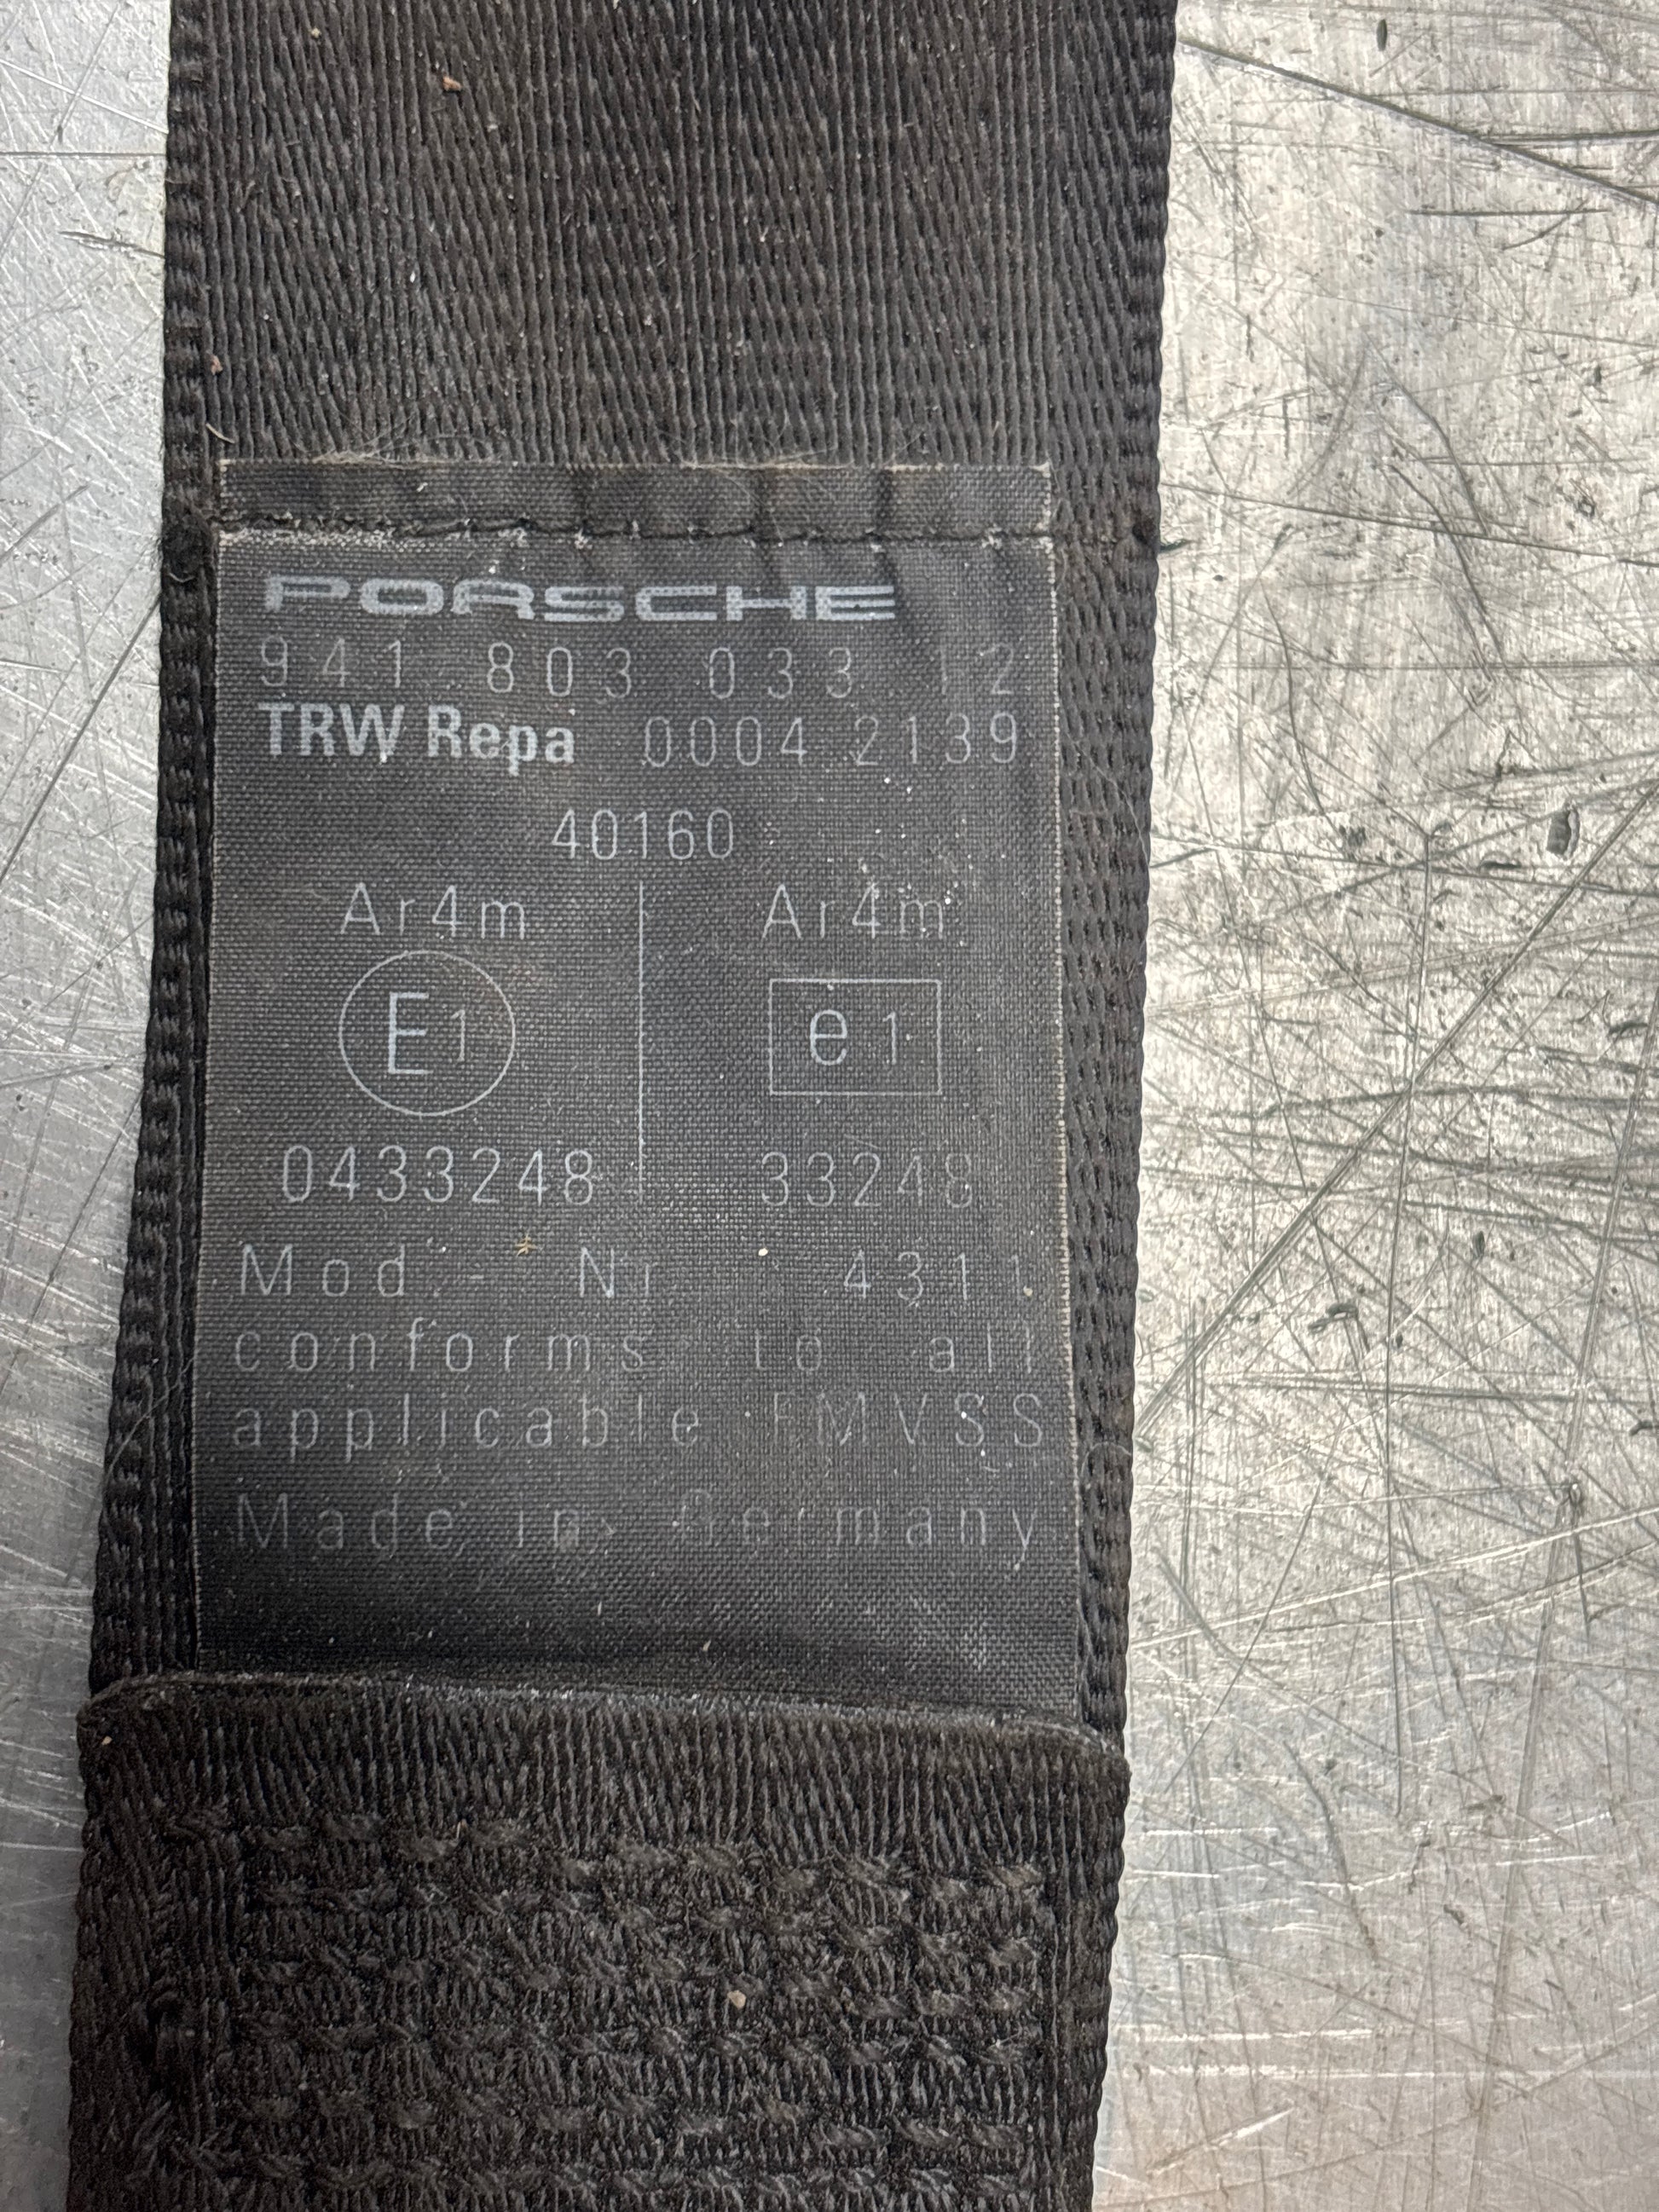 PORSCHE
941 803 033 12
TRW Repa 0004 2139
40160
Ar4m Ar4m
E1 e1
0433248 33248
Mod.- Nr. 4311
conforms to all
applicable FMVSS
Made in Germany